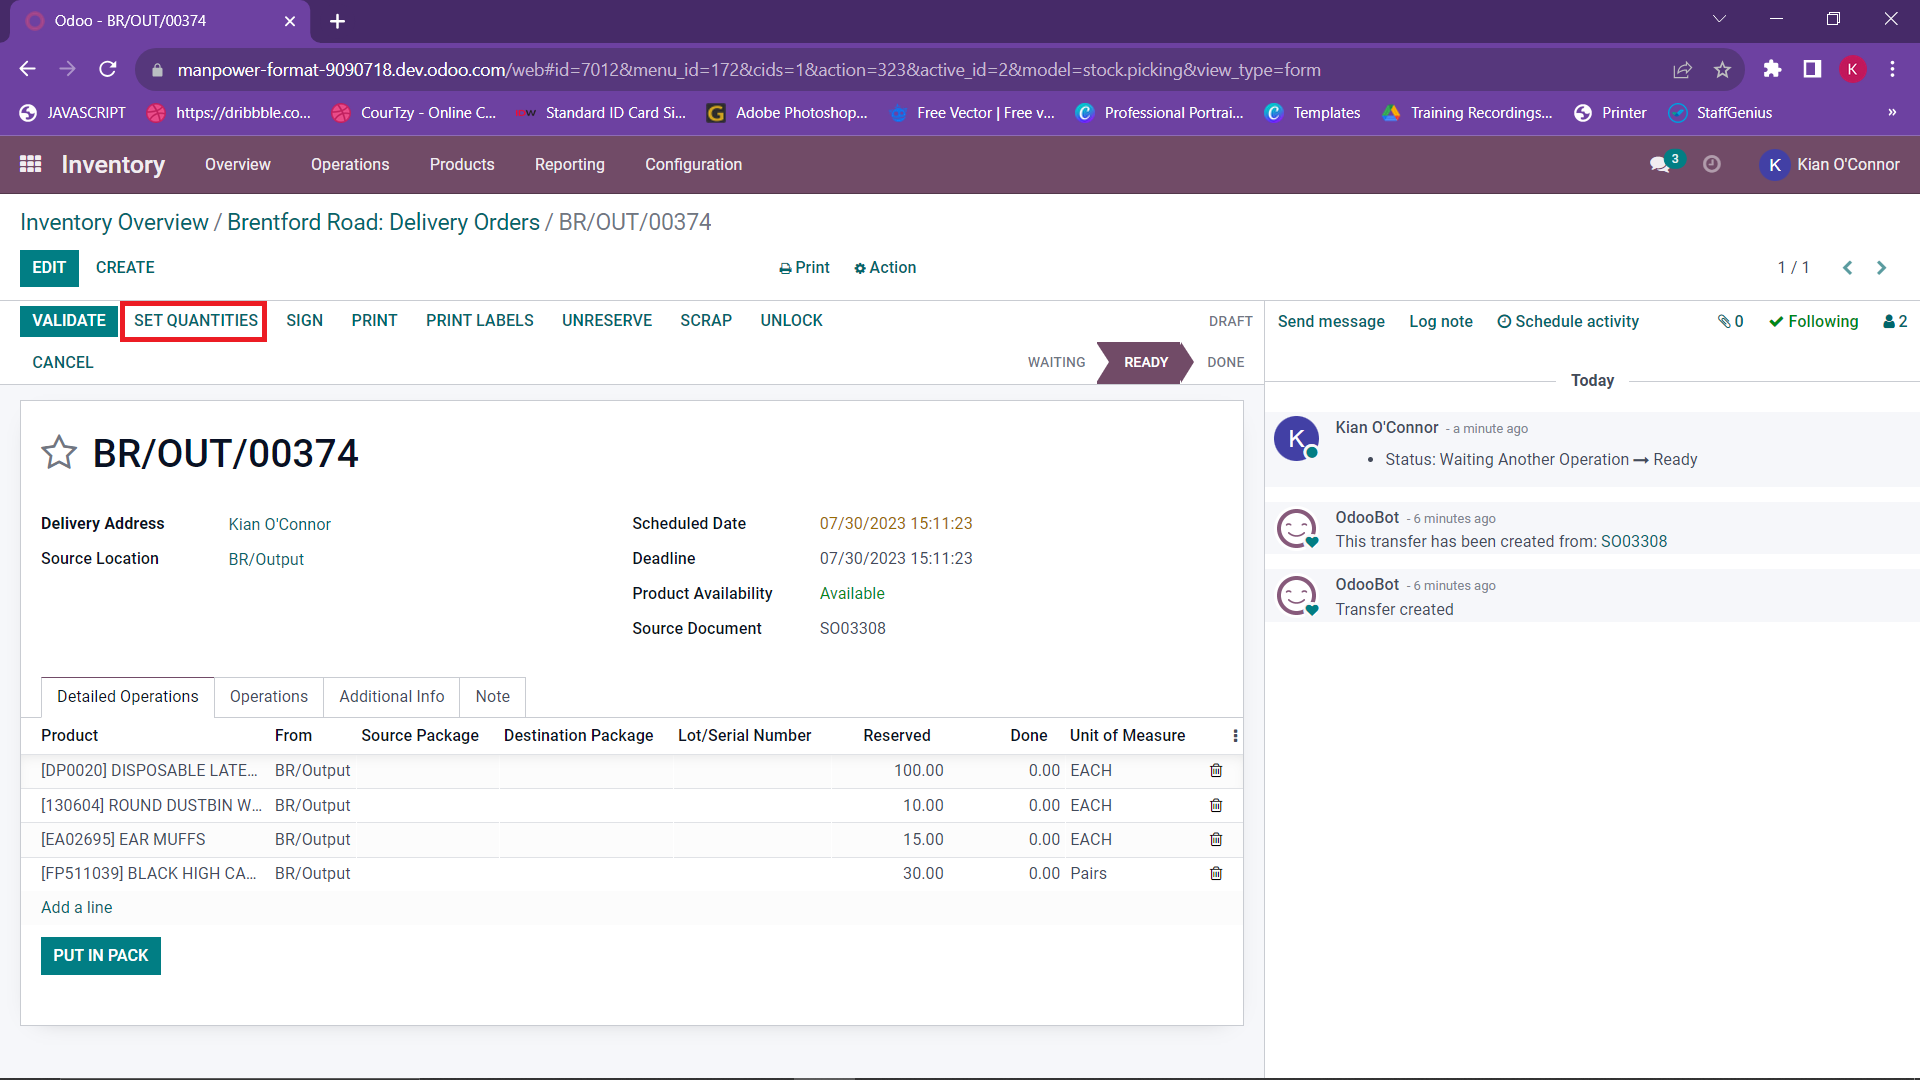 Odoo - BR/OUT/00374
manpower-format-9090718.dev.odoo.com/web#id=7012&menu_id=172&cids=1&action=323&active_id=2&model=stock.picking&view_type=form
K
JAVASCRIPT https://dribbble.co... CourTzy - Online C... Standard ID Card Si... Adobe Photoshop... Free Vector | Free v... Professional Portrai... Templates Training Recordings... Printer StaffGenius »
Inventory Overview Operations Products Reporting Configuration 3 K Kian O'Connor
Inventory Overview / Brentford Road: Delivery Orders / BR/OUT/00374
EDIT CREATE Print Action 1 / 1
VALIDATE SET QUANTITIES SIGN PRINT PRINT LABELS UNRESERVE SCRAP UNLOCK DRAFT
CANCEL WAITING READY DONE
Send message Log note Schedule activity 0 Following 2
Today
K Kian O'Connor - a minute ago
• Status: Waiting Another Operation → Ready
OdooBot - 6 minutes ago
This transfer has been created from: SO03308
OdooBot - 6 minutes ago
Transfer created
BR/OUT/00374
Delivery Address Kian O'Connor
Source Location BR/Output
Scheduled Date 07/30/2023 15:11:23
Deadline 07/30/2023 15:11:23
Product Availability Available
Source Document SO03308
Detailed Operations Operations Additional Info Note
Product From Source Package Destination Package Lot/Serial Number Reserved Done Unit of Measure
[DP0020] DISPOSABLE LATE... BR/Output 100.00 0.00 EACH
[130604] ROUND DUSTBIN W... BR/Output 10.00 0.00 EACH
[EA02695] EAR MUFFS BR/Output 15.00 0.00 EACH
[FP511039] BLACK HIGH CA... BR/Output 30.00 0.00 Pairs
Add a line
PUT IN PACK